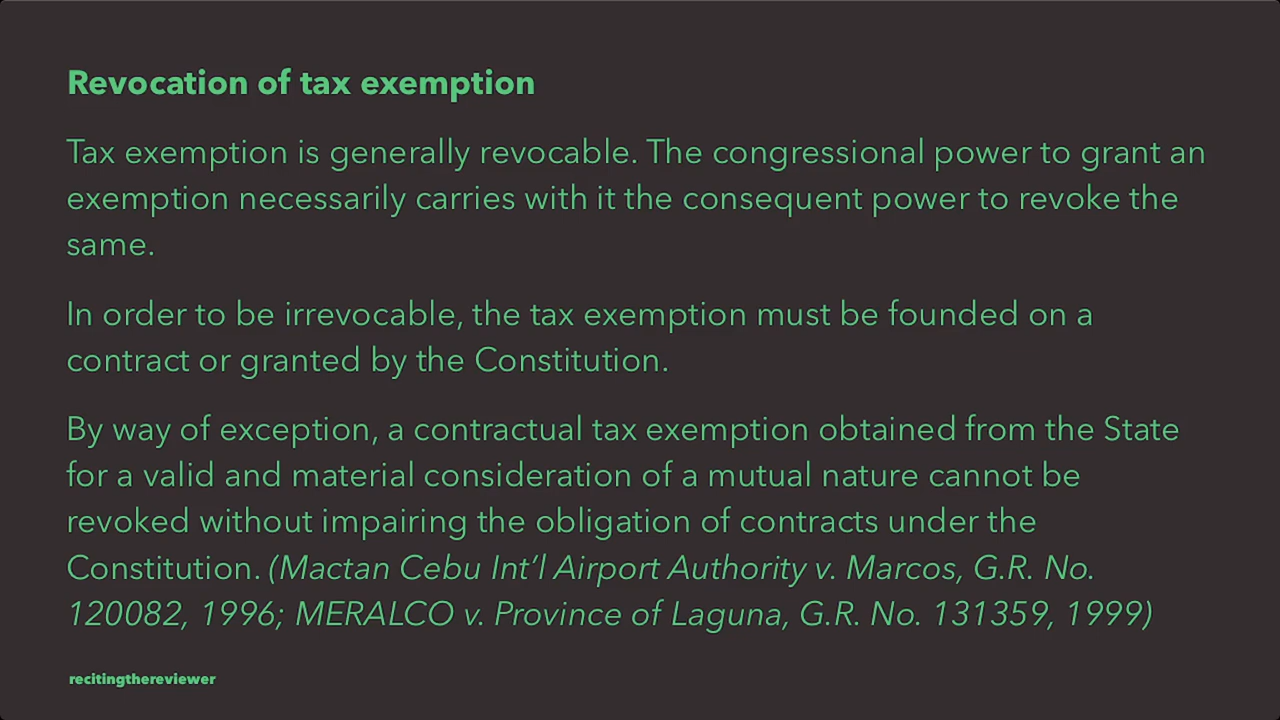 Revocation of tax exemption
Tax exemption is generally revocable. The congressional power to grant an
exemption necessarily carries with it the consequent power to revoke the
same.
In order to be irrevocable, the tax exemption must be founded on a
contract or granted by the Constitution.
By way of exception, a contractual tax exemption obtained from the State
for a valid and material consideration of a mutual nature cannot be
revoked without impairing the obligation of contracts under the
Constitution. (Mactan Cebu Int’l Airport Authority v. Marcos, G.R. No.
120082, 1996; MERALCO v. Province of Laguna, G.R. No. 131359, 1999)
recitingthereviewer